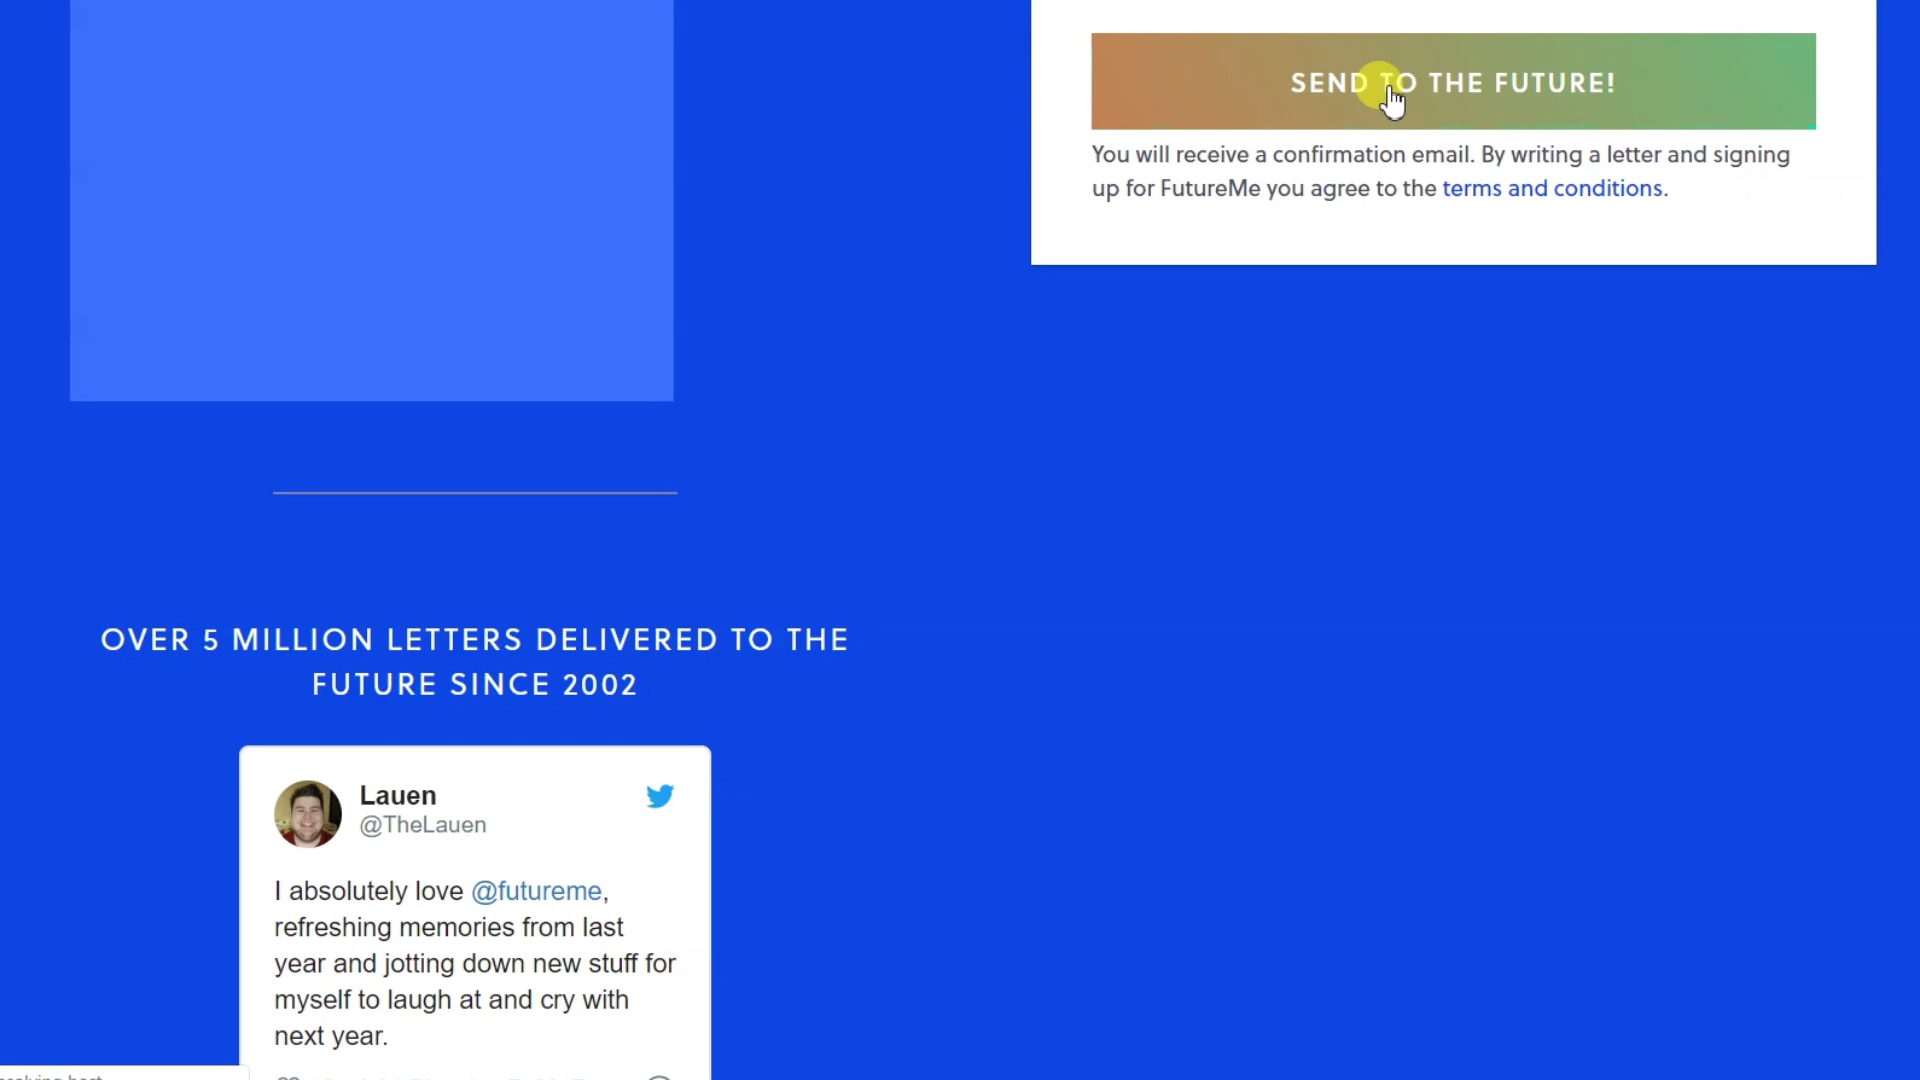 SEND TO THE FUTURE!
You will receive a confirmation email. By writing a letter and signing
up for FutureMe you agree to the terms and conditions.
OVER 5 MILLION LETTERS DELIVERED TO THE
FUTURE SINCE 2002
Lauen
@TheLauen
I absolutely love @futureme,
refreshing memories from last
year and jotting down new stuff for
myself to laugh at and cry with
next year.